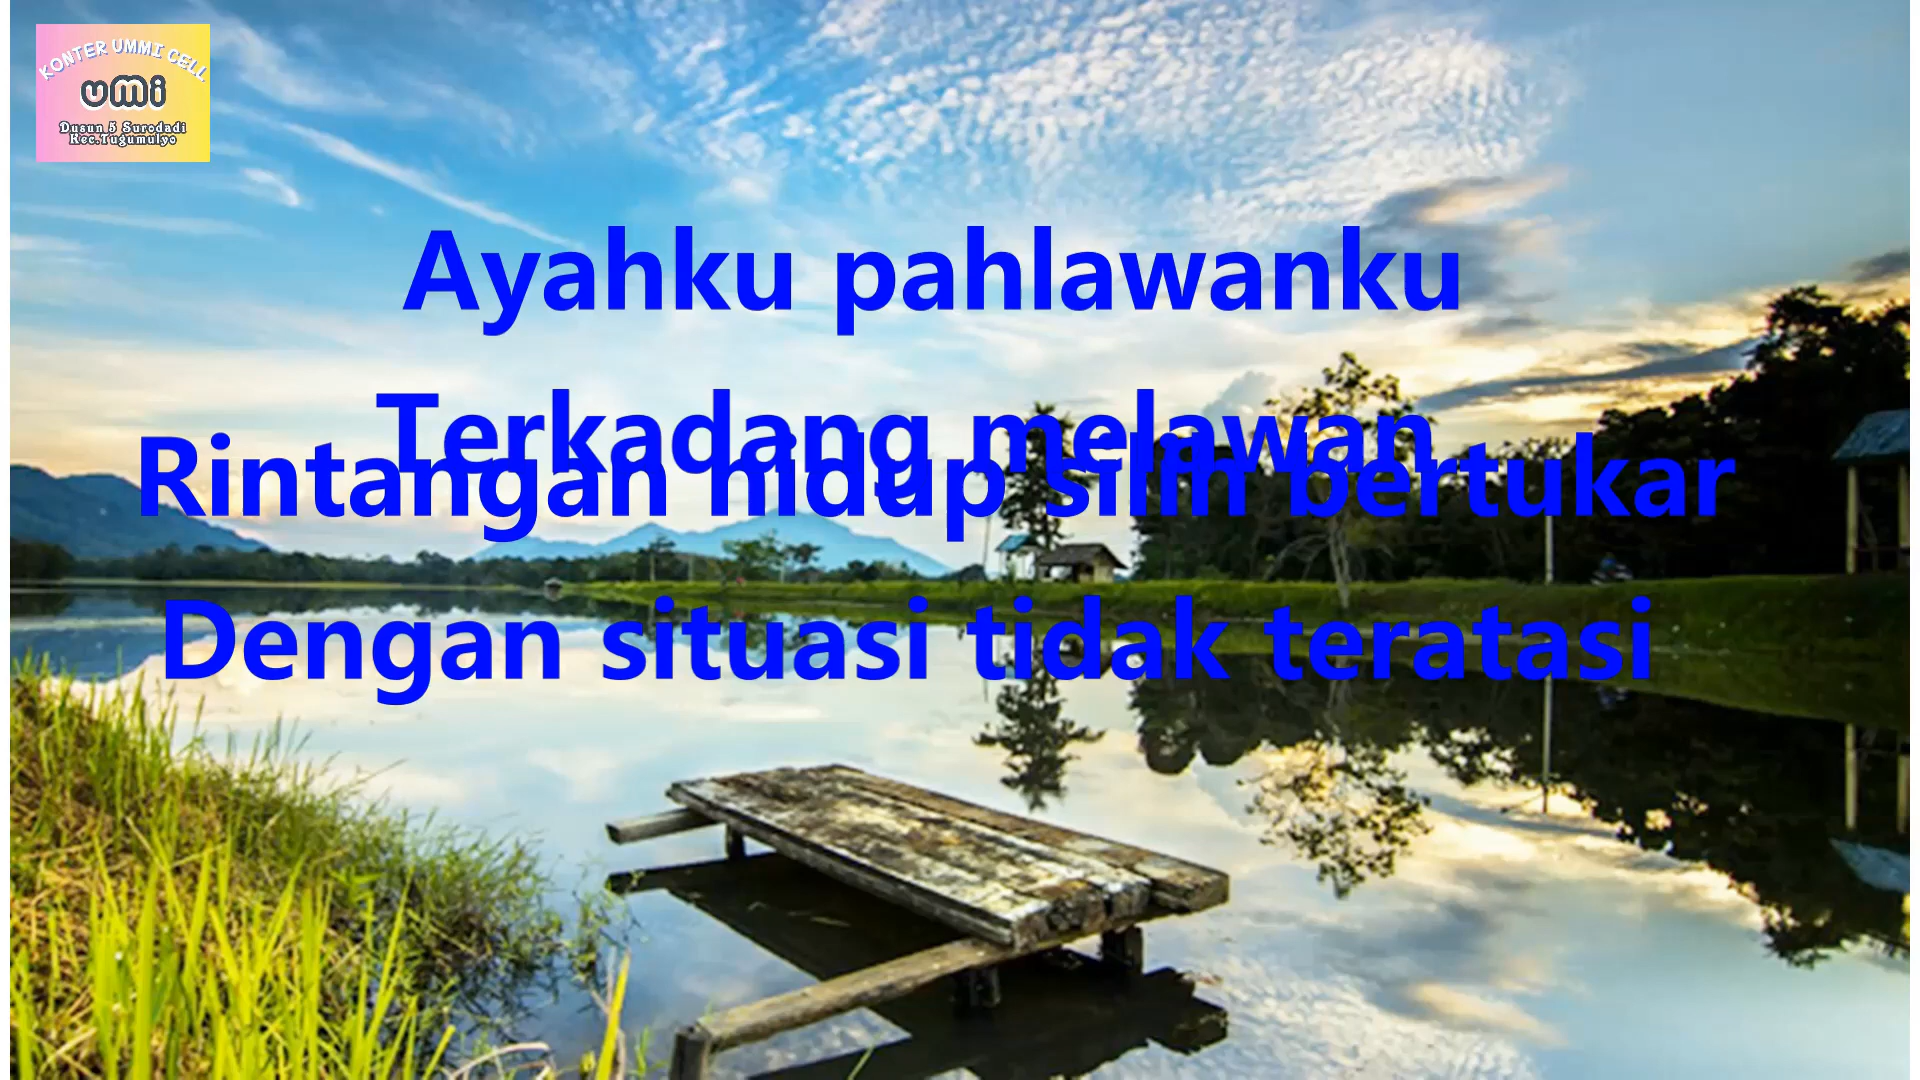 KONTER UMMI CELL
UMI
Dusun 5 Surodadi
Kec.Tugumulyo
Ayahku pahlawanku
Terkadang melawan
Rintangan hidup silih bertukar
Dengan situasi tidak teratasi